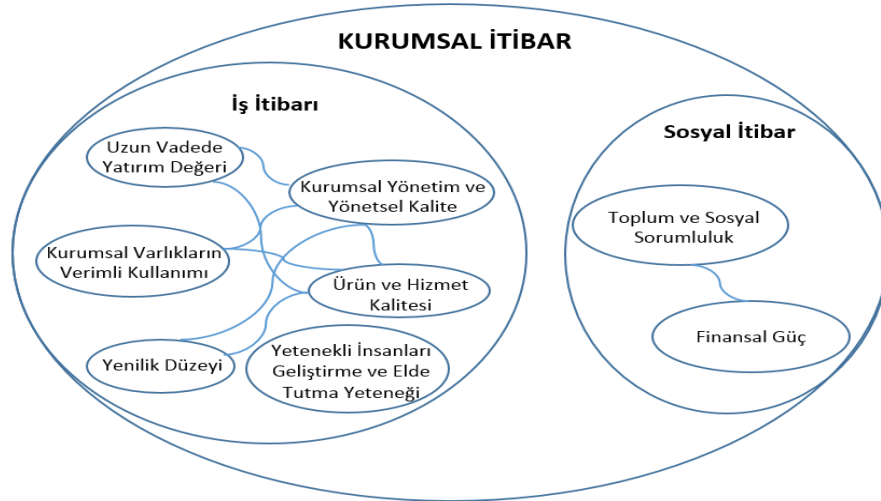 KURUMSAL İTİBAR
İş İtibarı
Uzun Vadede
Yatırım Değeri
Kurumsal Yönetim ve
Yönetsel Kalite
Kurumsal Varlıkların
Verimli Kullanımı
Ürün ve Hizmet
Kalitesi
Yenilik Düzeyi
Yetenekli İnsanları
Geliştirme ve Elde
Tutma Yeteneği
Sosyal İtibar
Toplum ve Sosyal
Sorumluluk
Finansal Güç